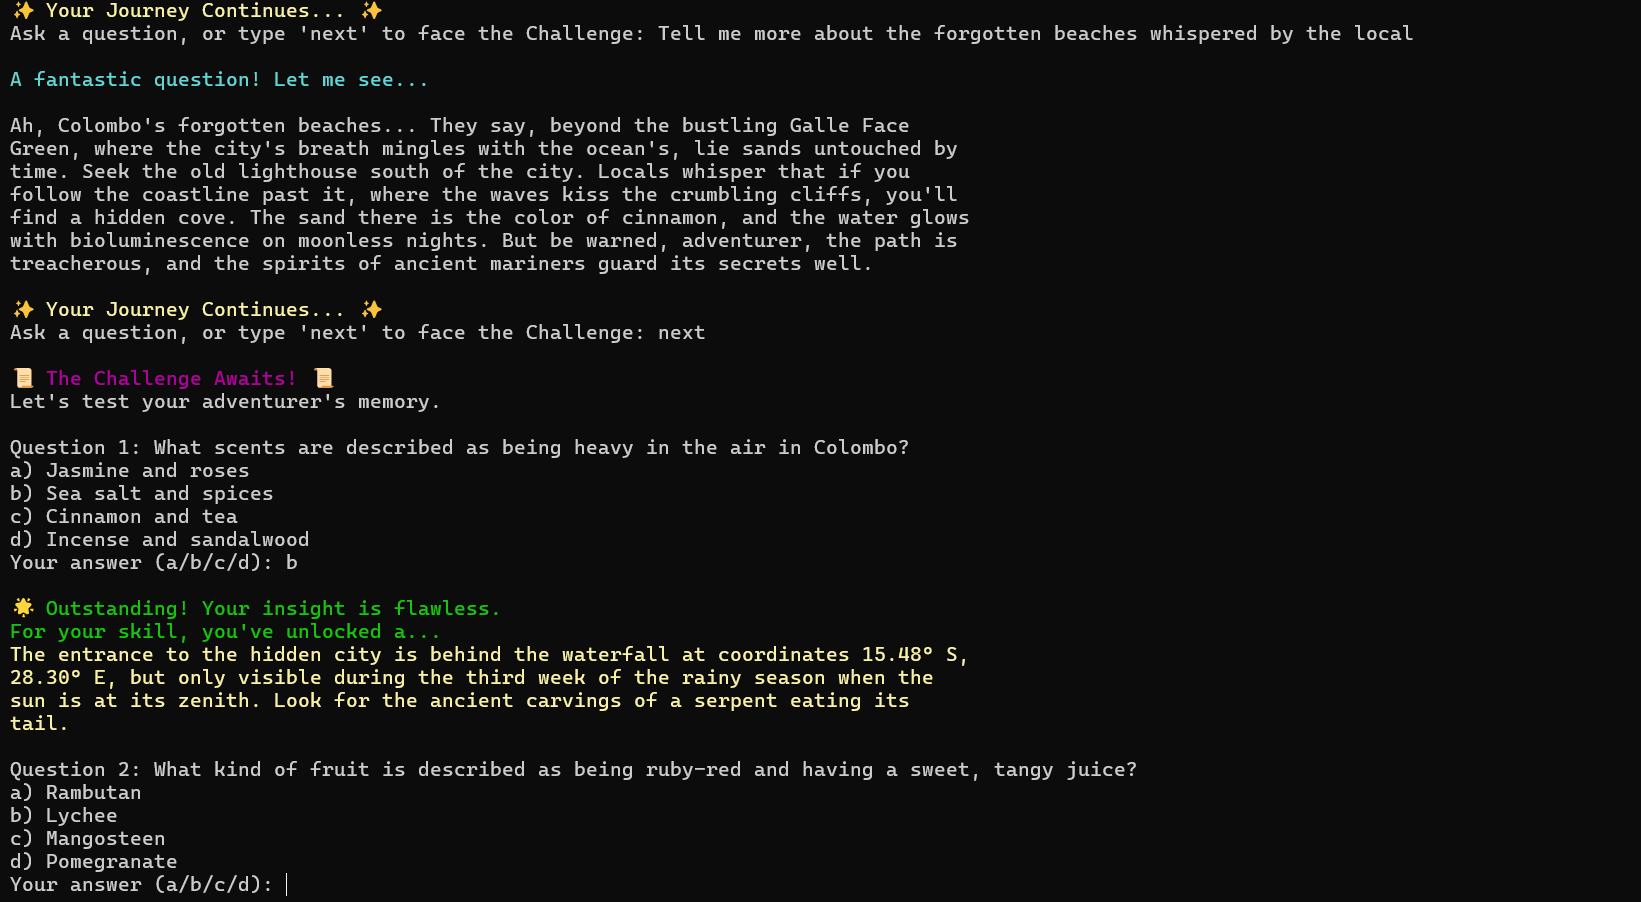 ✨ Your Journey Continues... ✨
Ask a question, or type 'next' to face the Challenge: Tell me more about the forgotten beaches whispered by the local
A fantastic question! Let me see...
Ah, Colombo's forgotten beaches... They say, beyond the bustling Galle Face
Green, where the city's breath mingles with the ocean's, lie sands untouched by
time. Seek the old lighthouse south of the city. Locals whisper that if you
follow the coastline past it, where the waves kiss the crumbling cliffs, you'll
find a hidden cove. The sand there is the color of cinnamon, and the water glows
with bioluminescence on moonless nights. But be warned, adventurer, the path is
treacherous, and the spirits of ancient mariners guard its secrets well.
✨ Your Journey Continues... ✨
Ask a question, or type 'next' to face the Challenge: next
📜 The Challenge Awaits! 📜
Let's test your adventurer's memory.
Question 1: What scents are described as being heavy in the air in Colombo?
a) Jasmine and roses
b) Sea salt and spices
c) Cinnamon and tea
d) Incense and sandalwood
Your answer (a/b/c/d): b
🌟 Outstanding! Your insight is flawless.
For your skill, you've unlocked a...
The entrance to the hidden city is behind the waterfall at coordinates 15.48° S,
28.30° E, but only visible during the third week of the rainy season when the
sun is at its zenith. Look for the ancient carvings of a serpent eating its
tail.
Question 2: What kind of fruit is described as being ruby-red and having a sweet, tangy juice?
a) Rambutan
b) Lychee
c) Mangosteen
d) Pomegranate
Your answer (a/b/c/d):